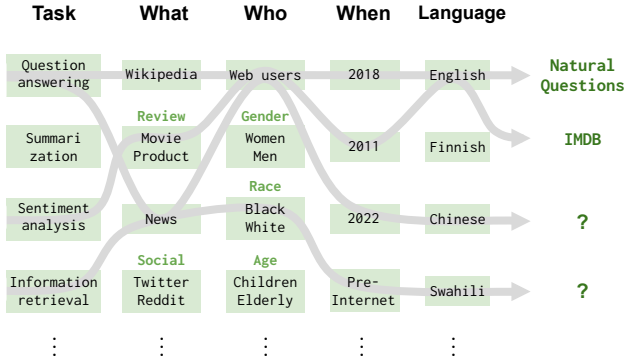 Task What Who When Language
Question answering Wikipedia Web users 2018 English Natural Questions
Review Gender
Summari zation Movie Product Women Men 2011 Finnish IMDB
Race
Sentiment analysis News Black White 2022 Chinese ?
Social Age
Information retrieval Twitter Reddit Children Elderly Pre-Internet Swahili ?
⋮ ⋮ ⋮ ⋮ ⋮